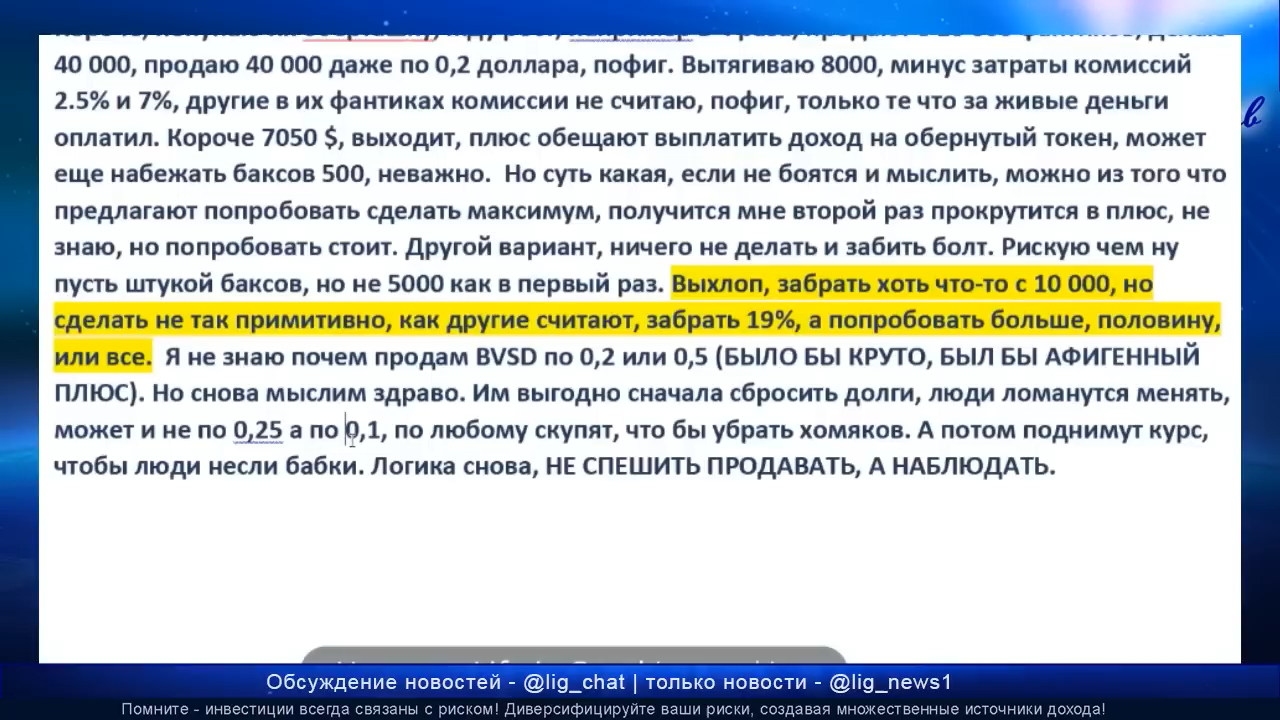 40 000, продаю 40 000 даже по 0,2 доллара, пофиг. Вытягиваю 8000, минус затраты комиссий
2.5% и 7%, другие в их фантиках комиссии не считаю, пофиг, только те что за живые деньги
оплатил. Короче 7050 $, выходит, плюс обещают выплатить доход на обернутый токен, может
еще набежать баксов 500, неважно. Но суть какая, если не боятся и мыслить, можно из того что
предлагают попробовать сделать максимум, получится мне второй раз прокрутится в плюс, не
знаю, но попробовать стоит. Другой вариант, ничего не делать и забить болт. Рискую чем ну
пусть штукой баксов, но не 5000 как в первый раз. Выхлоп, забрать хоть что-то с 10 000, но
сделать не так примитивно, как другие считают, забрать 19%, а попробовать больше, половину,
или все. Я не знаю почем продам BVSD по 0,2 или 0,5 (БЫЛО БЫ КРУТО, БЫЛ БЫ АФИГЕННЫЙ
ПЛЮС). Но снова мыслим здраво. Им выгодно сначала сбросить долги, люди ломанутся менять,
может и не по 0,25 а по 0,1, по любому скупят, что бы убрать хомяков. А потом поднимут курс,
чтобы люди несли бабки. Логика снова, НЕ СПЕШИТЬ ПРОДАВАТЬ, А НАБЛЮДАТЬ.
Обсуждение новостей - @lig_chat | только новости - @lig_news1
Помните - инвестиции всегда связаны с риском! Диверсифицируйте ваши риски, создавая множественные источники дохода!